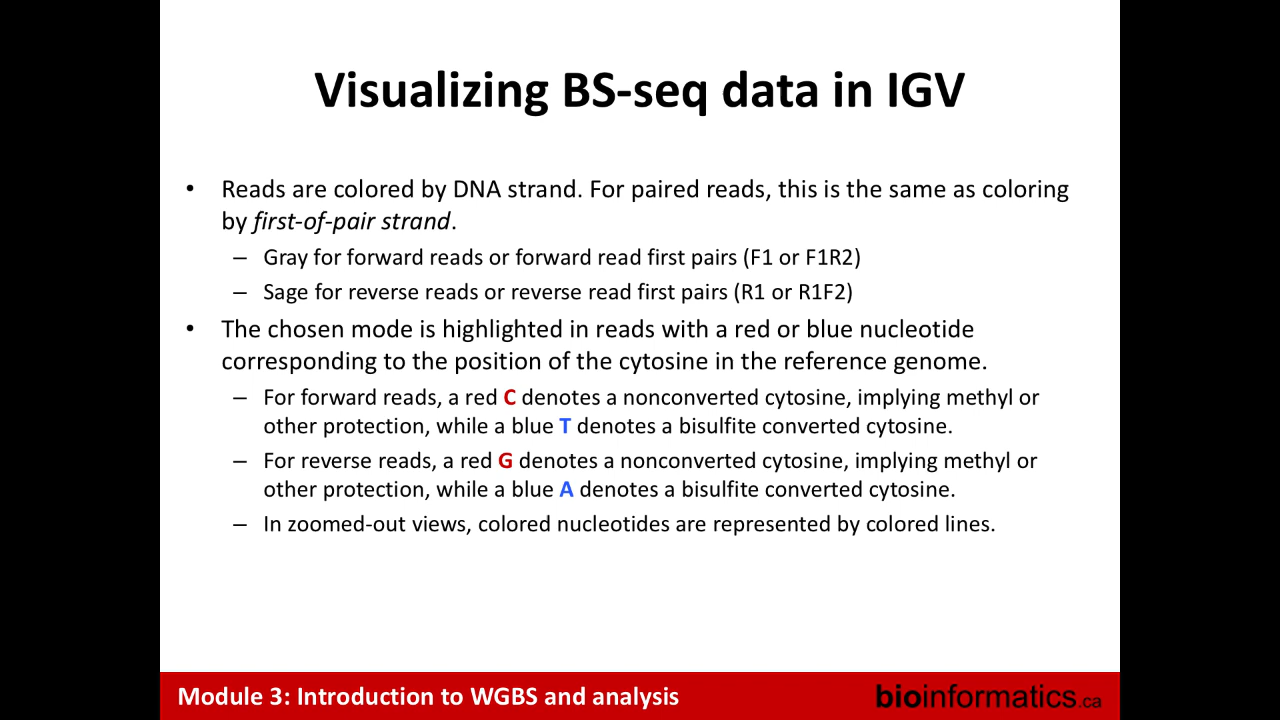 Visualizing BS-seq data in IGV
• Reads are colored by DNA strand. For paired reads, this is the same as coloring
by first-of-pair strand.
– Gray for forward reads or forward read first pairs (F1 or F1R2)
– Sage for reverse reads or reverse read first pairs (R1 or R1F2)
• The chosen mode is highlighted in reads with a red or blue nucleotide
corresponding to the position of the cytosine in the reference genome.
– For forward reads, a red C denotes a nonconverted cytosine, implying methyl or
other protection, while a blue T denotes a bisulfite converted cytosine.
– For reverse reads, a red G denotes a nonconverted cytosine, implying methyl or
other protection, while a blue A denotes a bisulfite converted cytosine.
– In zoomed-out views, colored nucleotides are represented by colored lines.
Module 3: Introduction to WGBS and analysis
bioinformatics.ca